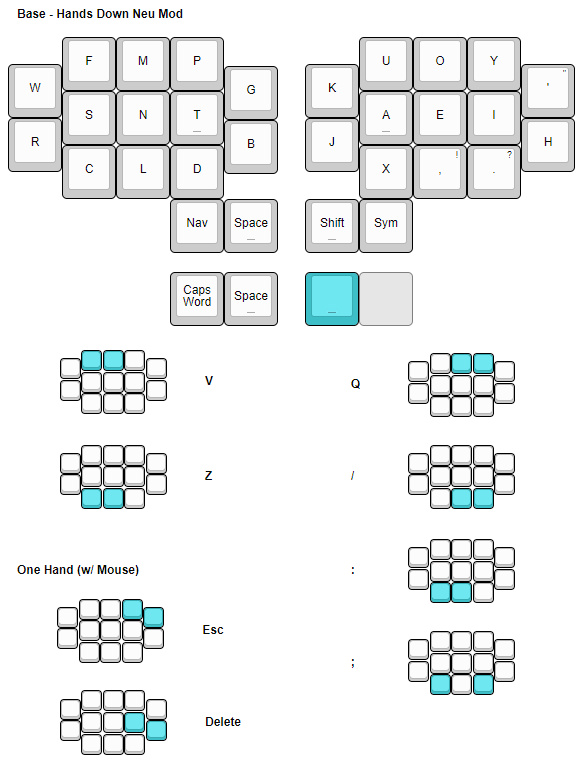 Base - Hands Down Neu Mod
F M P
W G
S N T
R B
C L D
U O Y
K " '
A E I
J H
X ! , ? .
Nav Space Shift Sym
Caps
Word
Space
V Q
Z /
One Hand (w/ Mouse) :
Esc
;
Delete